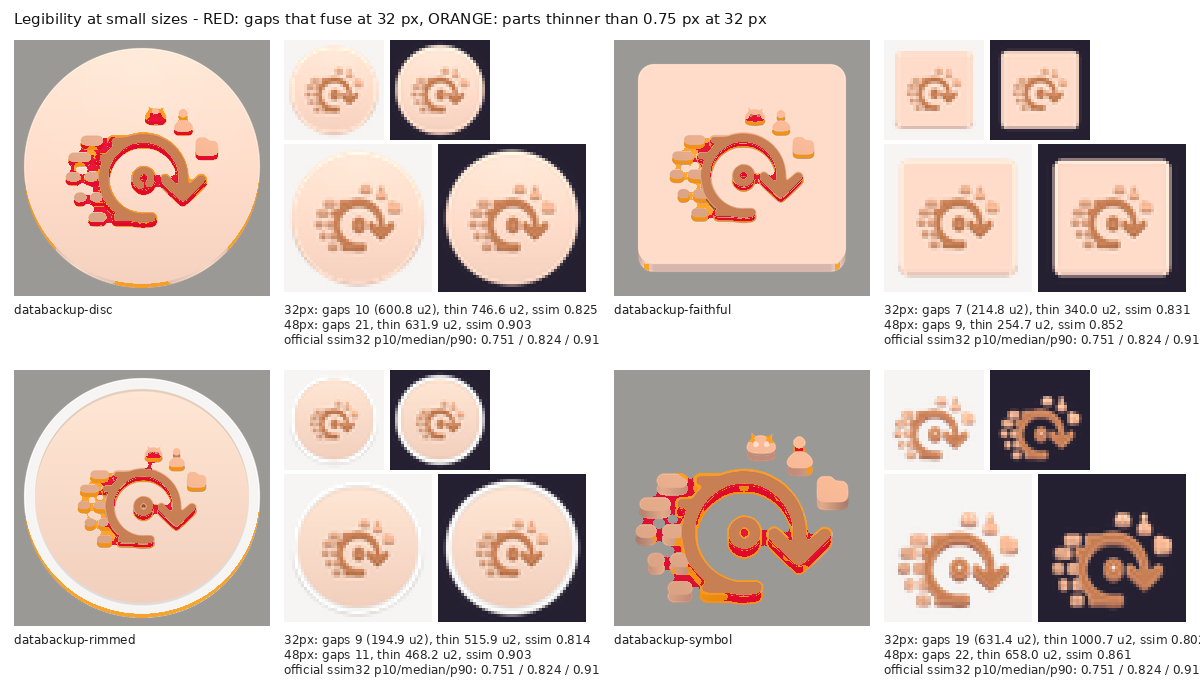 Legibility at small sizes - RED: gaps that fuse at 32 px, ORANGE: parts thinner than 0.75 px at 32 px
databackup-disc
32px: gaps 10 (600.8 u2), thin 746.6 u2, ssim 0.825
48px: gaps 21, thin 631.9 u2, ssim 0.903
official ssim32 p10/median/p90: 0.751 / 0.824 / 0.91
databackup-faithful
32px: gaps 7 (214.8 u2), thin 340.0 u2, ssim 0.831
48px: gaps 9, thin 254.7 u2, ssim 0.852
official ssim32 p10/median/p90: 0.751 / 0.824 / 0.91
databackup-rimmed
32px: gaps 9 (194.9 u2), thin 515.9 u2, ssim 0.814
48px: gaps 11, thin 468.2 u2, ssim 0.903
official ssim32 p10/median/p90: 0.751 / 0.824 / 0.91
databackup-symbol
32px: gaps 19 (631.4 u2), thin 1000.7 u2, ssim
48px: gaps 22, thin 658.0 u2, ssim 0.861
official ssim32 p10/median/p90: 0.751 / 0.824 / 0.91